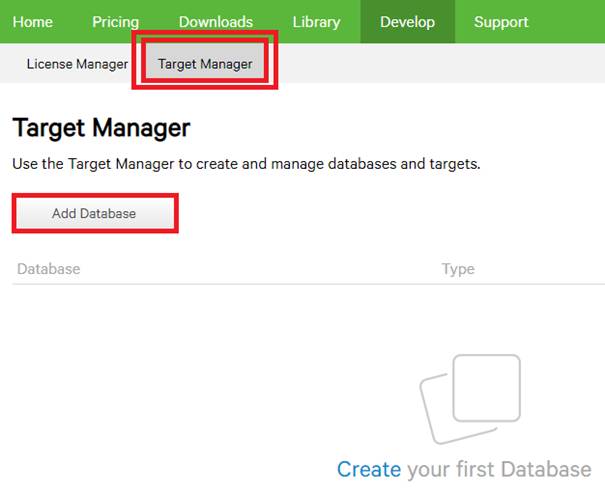 Home Pricing Downloads Library Develop Support
License Manager Target Manager
Target Manager
Use the Target Manager to create and manage databases and targets.
Add Database
Database Type
Create your first Database